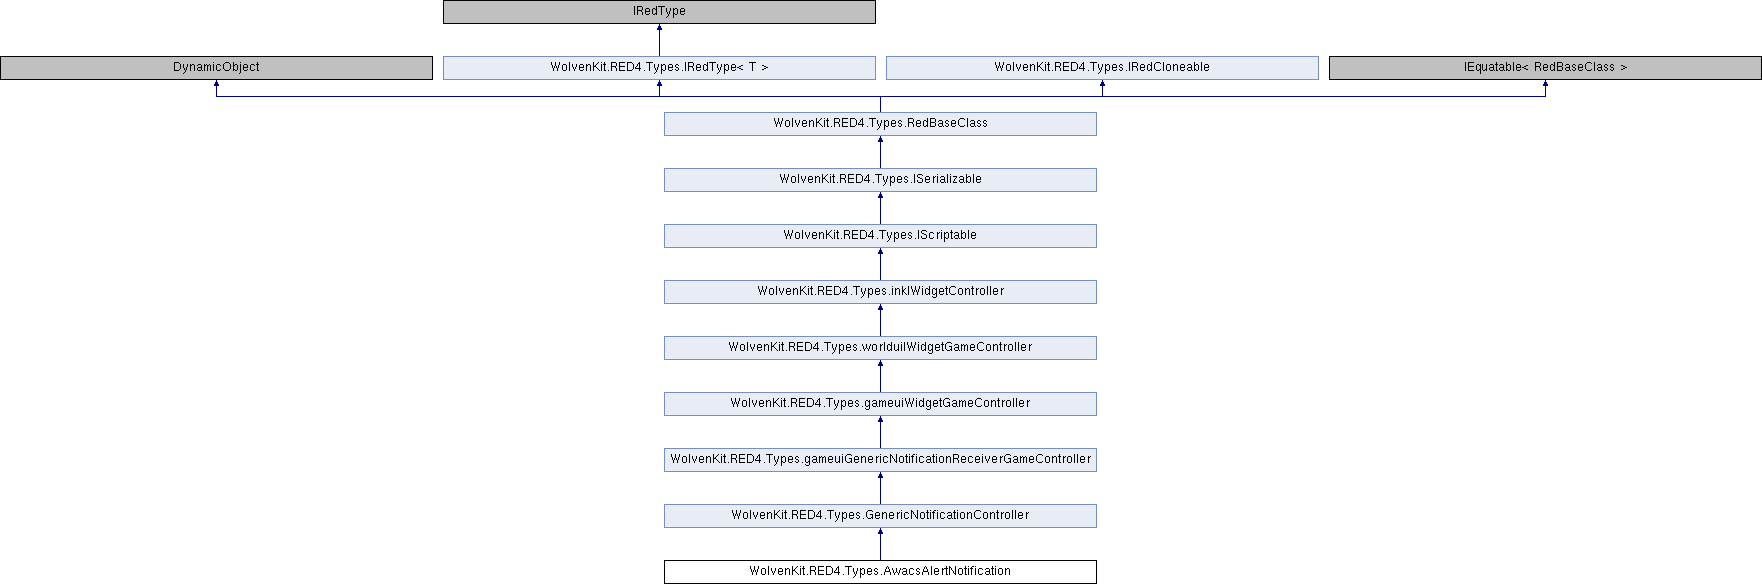 IRedType
DynamicObject
WolvenKit.RED4.Types.IRedType< T >
WolvenKit.RED4.Types.IRedCloneable
IEquatable< RedBaseClass >
WolvenKit.RED4.Types.RedBaseClass
WolvenKit.RED4.Types.ISerializable
WolvenKit.RED4.Types.IScriptable
WolvenKit.RED4.Types.inkIWidgetController
WolvenKit.RED4.Types.worlduiIWidgetGameController
WolvenKit.RED4.Types.gameuiWidgetGameController
WolvenKit.RED4.Types.gameuiGenericNotificationReceiverGameController
WolvenKit.RED4.Types.GenericNotificationController
WolvenKit.RED4.Types.AwacsAlertNotification